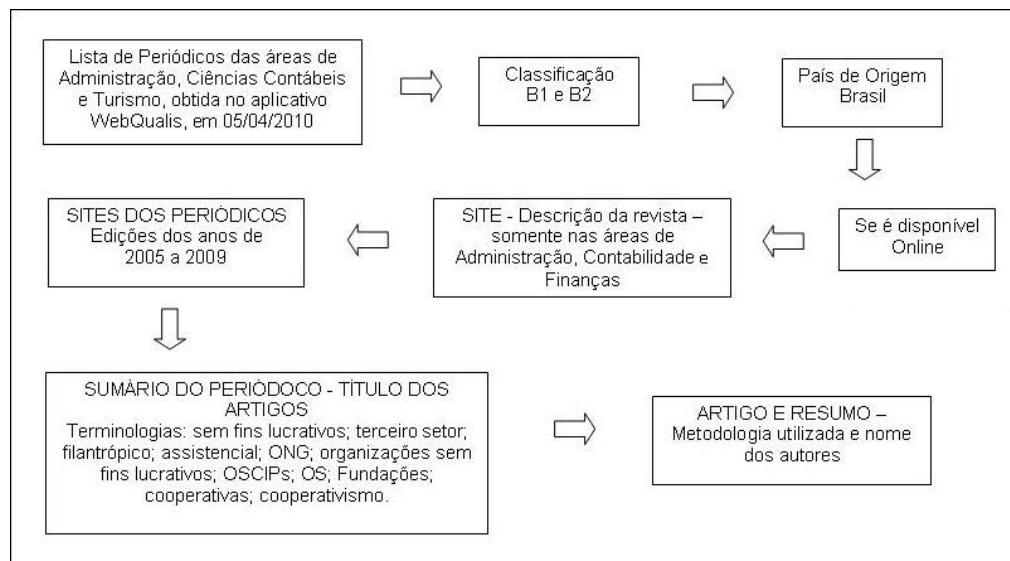 Lista de Periódicos das áreas de
Administração, Ciências Contábeis
e Turismo, obtida no aplicativo
WebQualis, em 05/04/2010
Classificação
B1 e B2
País de Origem
Brasil
Se é disponível
Online
SITE - Descrição da revista –
somente nas áreas de
Administração, Contabilidade e
Finanças
SITES DOS PERIÓDICOS
Edições dos anos de
2005 a 2009
SUMÁRIO DO PERIÓDOCO - TÍTULO DOS
ARTIGOS
Terminologias: sem fins lucrativos; terceiro setor;
filantrópico; assistencial; ONG; organizações sem
fins lucrativos; OSCIPs; OS; Fundações;
cooperativas; cooperativismo.
ARTIGO E RESUMO –
Metodologia utilizada e nome
dos autores